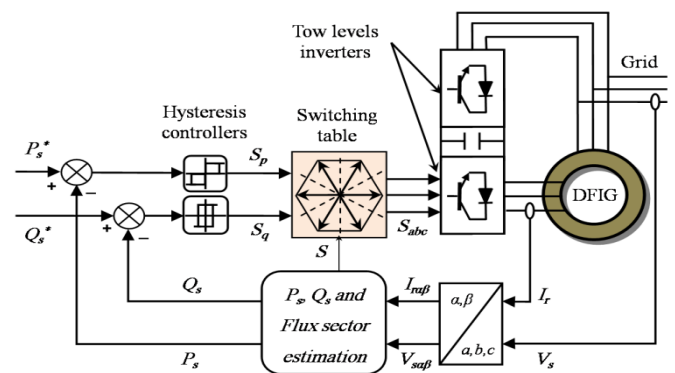 Tow levels
inverters
Grid
Hysteresis
controllers
Switching
table
Ps*
Sp
+
−
DFIG
Qs*
+
−
Sq
Sabc
S
Qs
Ps, Qs and
Flux sector
estimation
Irαβ
α,β
Ir
Ps
Vsαβ
a,b,c
Vs